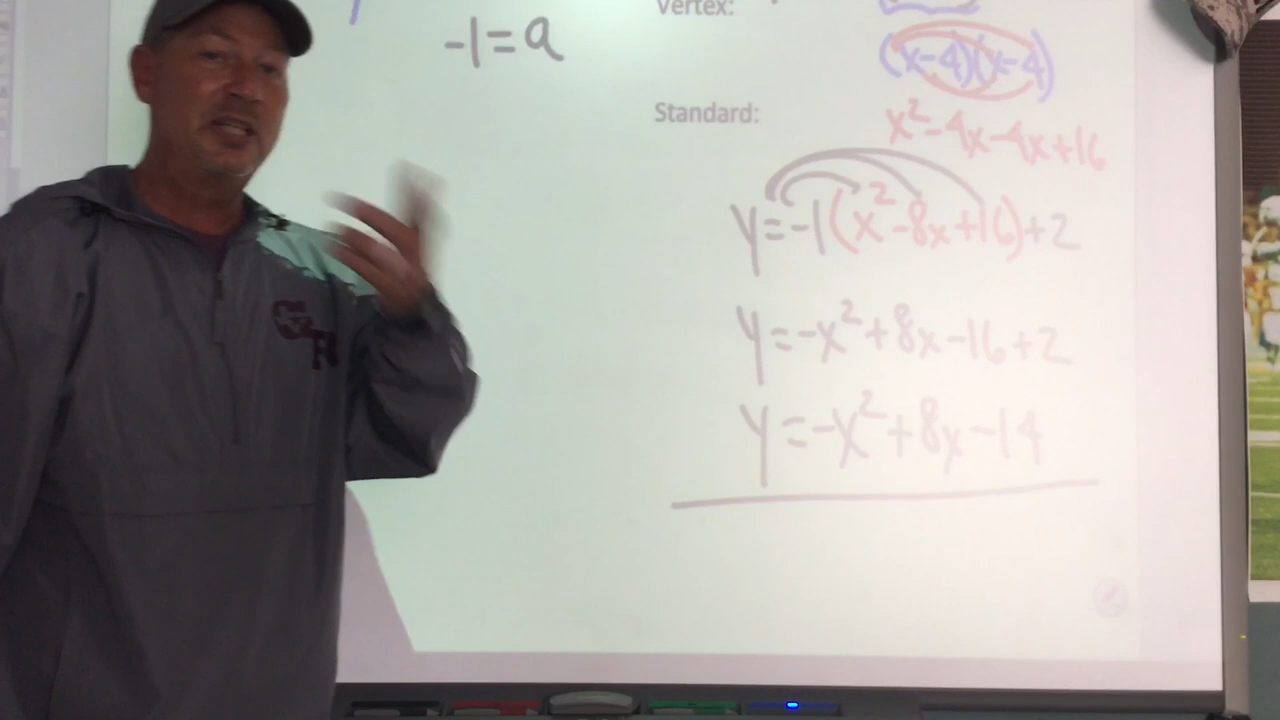 -1=a
Vertex:
(x-4)(x-4)
Standard:
x²-4x-4x+16
y=-1(x²-8x+16)+2
y=-x²+8x-16+2
y=-x²+8x-14